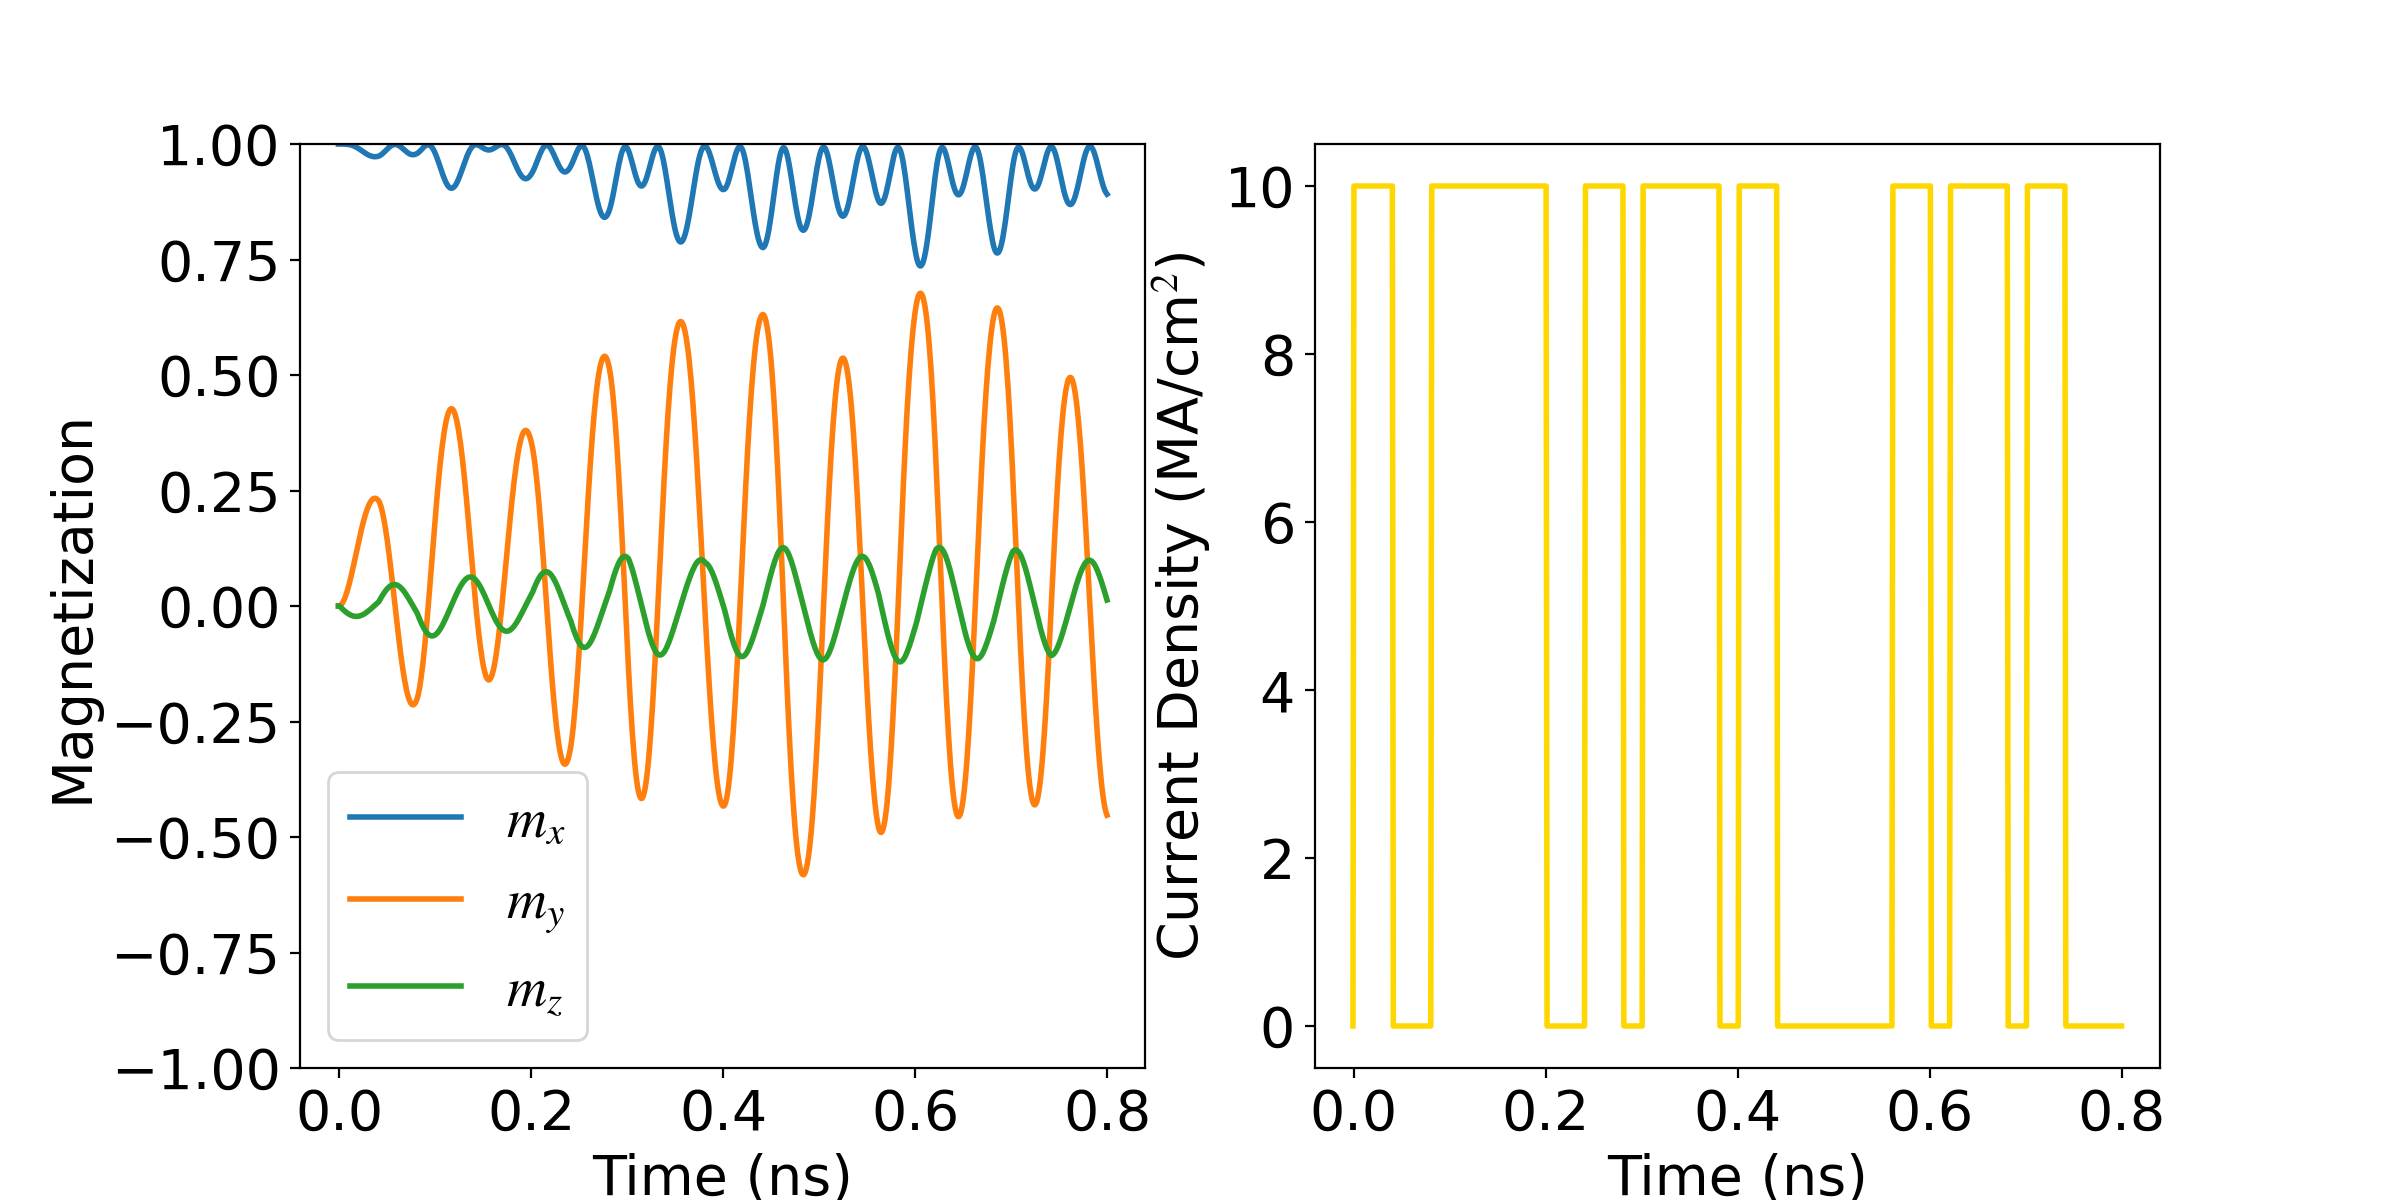 1.00
0.75
0.50
0.25
0.00
−0.25
−0.50
−0.75
−1.00
Magnetization
0.0 0.2 0.4 0.6 0.8
Time (ns)
m_x
m_y
m_z
10
8
6
4
2
0
Current Density (MA/cm²)
0.0 0.2 0.4 0.6 0.8
Time (ns)